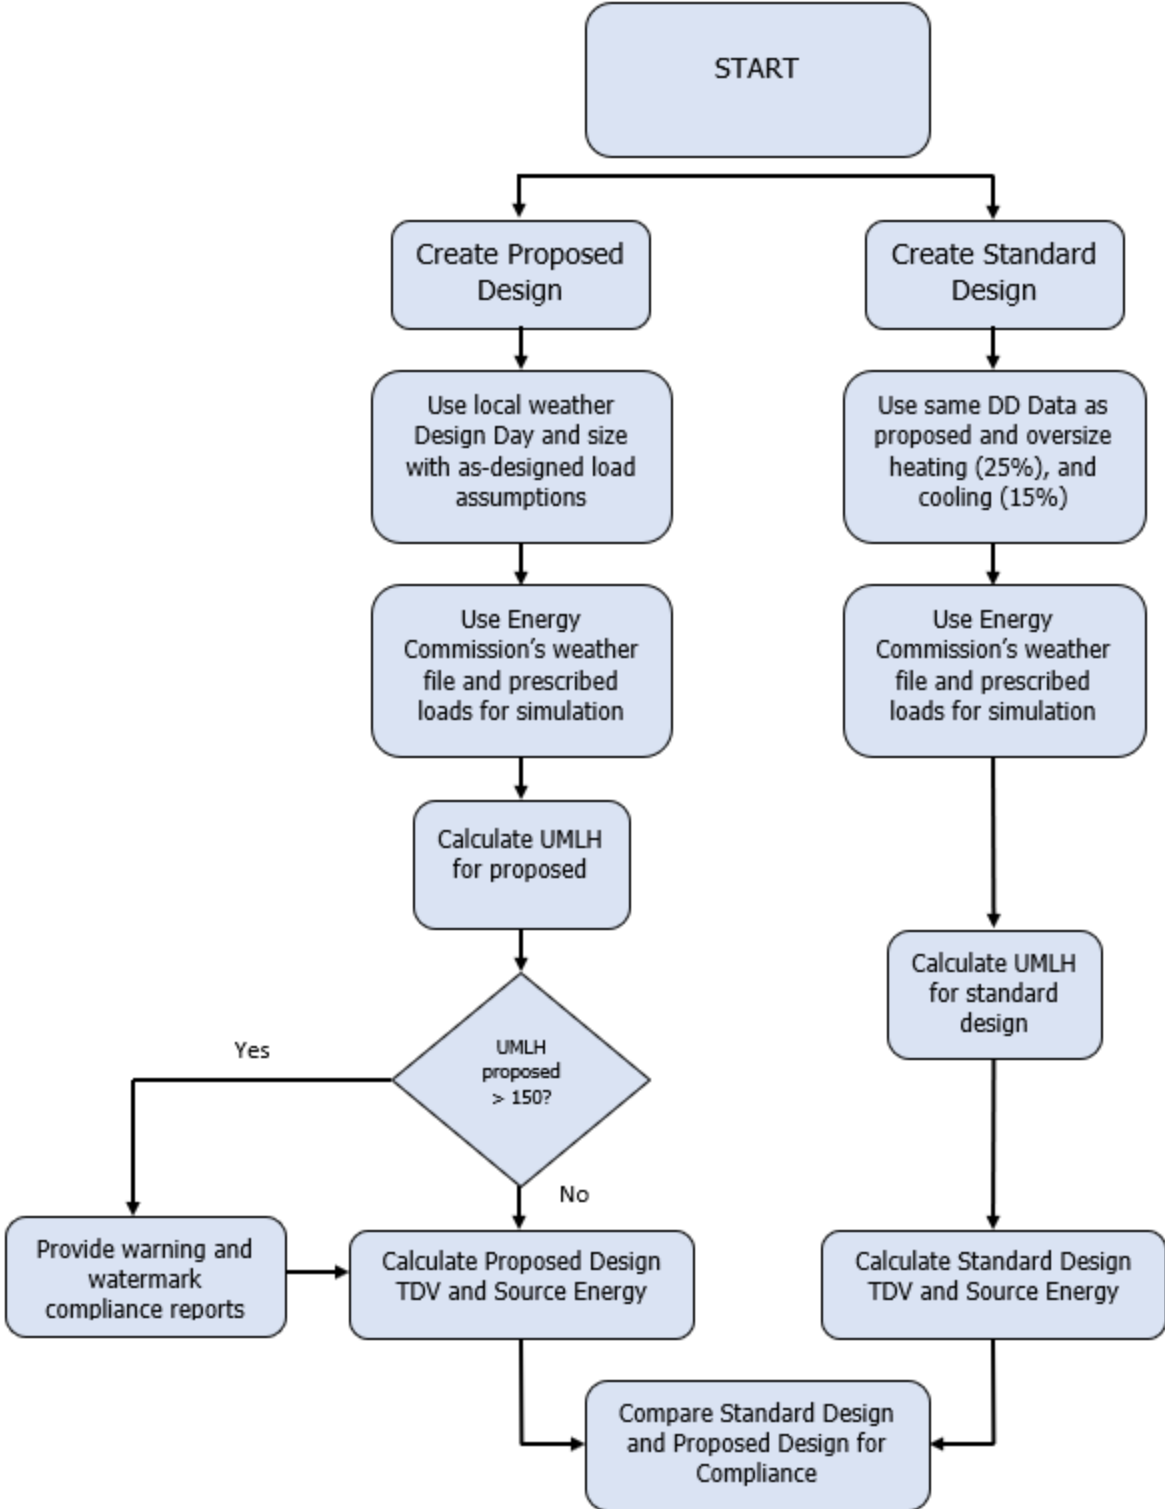 START
Create Proposed
Design
Create Standard
Design
Use local weather
Design Day and size
with as-designed load
assumptions
Use same DD Data as
proposed and oversize
heating (25%), and
cooling (15%)
Use Energy
Commission’s weather
file and prescribed
loads for simulation
Use Energy
Commission’s weather
file and prescribed
loads for simulation
Calculate UMLH
for proposed
Calculate UMLH
for standard
design
UMLH
proposed
> 150?
Yes
No
Provide warning and
watermark
compliance reports
Calculate Proposed Design
TDV and Source Energy
Calculate Standard Design
TDV and Source Energy
Compare Standard Design
and Proposed Design for
Compliance